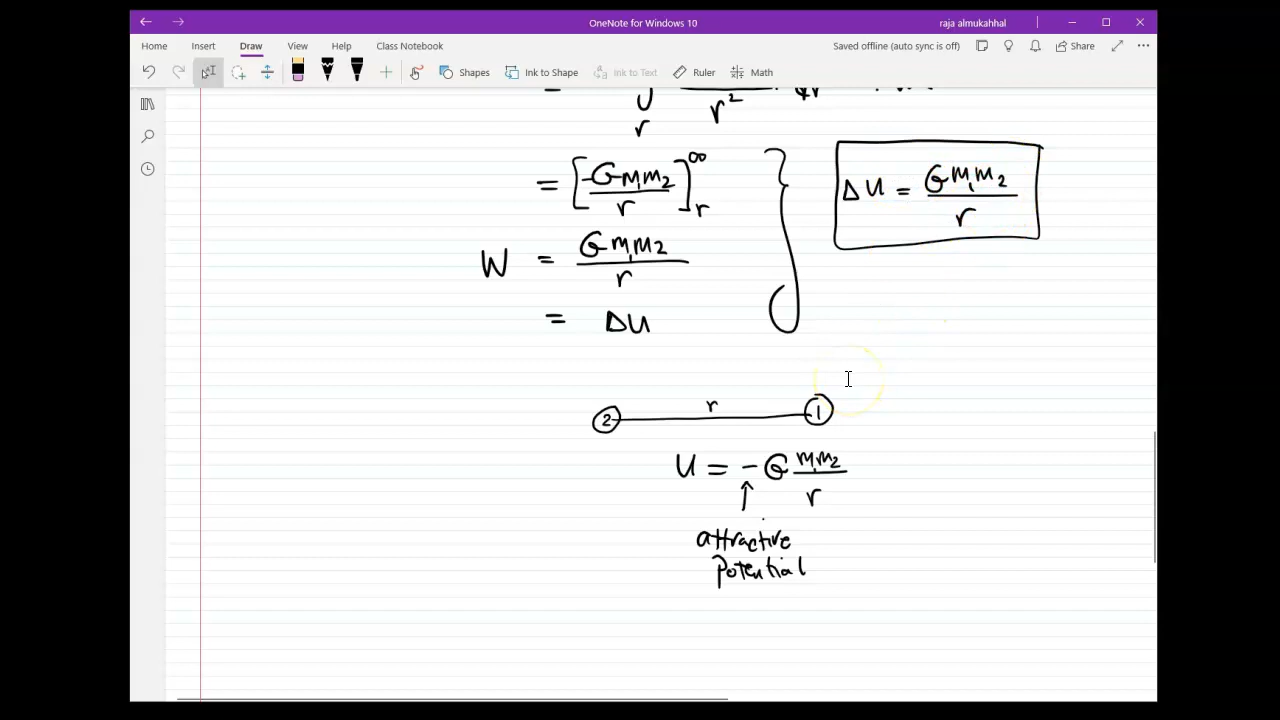 OneNote for Windows 10
raja almukahhal
Home Insert Draw View Help Class Notebook
Saved offline (auto sync is off)
Share
Shapes Ink to Shape Ink to Text Ruler Math
=
r
r²
= [-Gm₁m₂/r]^∞_r
ΔU = Gm₁m₂/r
W = Gm₁m₂/r
= ΔU
② r ①
U = -G m₁m₂/r
↑
attractive
potential